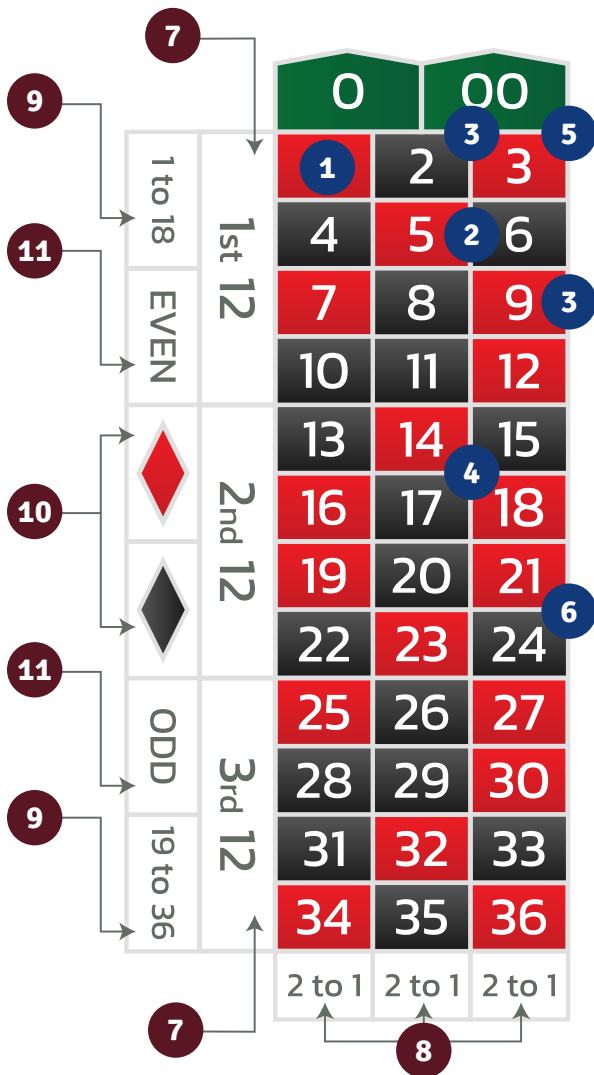 7
0 00
9
3 5
1 2 3
1 to 18
1st 12
4 5 2 6
11
EVEN
7 8 9 3
10 11 12
13 14 15
4
10
2nd 12
16 17 18
19 20 21
6
22 23 24
11
ODD
25 26 27
3rd 12
28 29 30
9
19 to 36
31 32 33
34 35 36
2 to 1 2 to 1 2 to 1
7
8